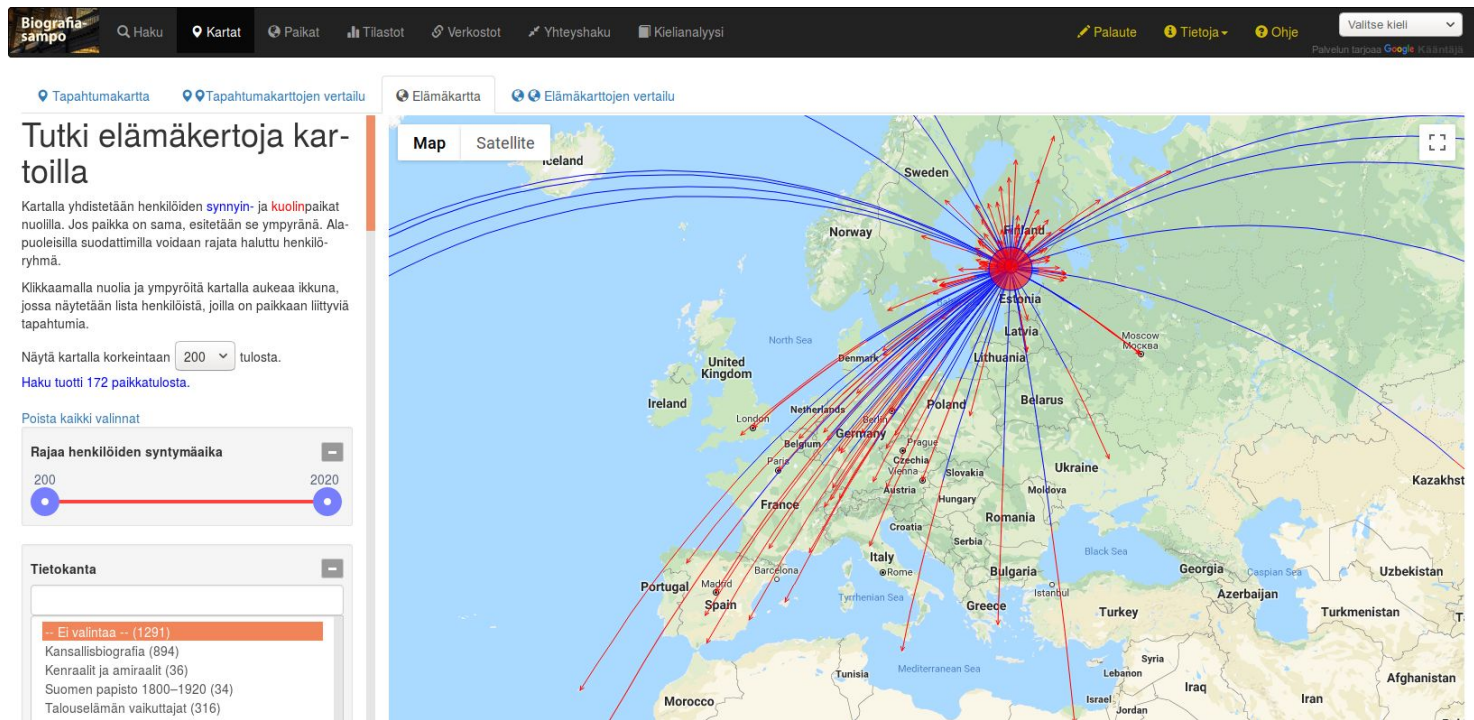 Biografia-
sampo
Haku
Kartat
Paikat
Tilastot
Verkostot
Yhteyshaku
Kielianalyysi
Palaute
Tietoja
Ohje
Valitse kieli
Palvelun tarjoaa Google Kääntäjä
Tapahtumakartta
Tapahtumakarttojen vertailu
Elämäkartta
Elämäkarttojen vertailu
Tutki elämäkertoja kar-
toilla
Kartalla yhdistetään henkilöiden synnyin- ja kuolinpaikat
nuolilla. Jos paikka on sama, esitetään se ympyränä. Ala-
puoleisilla suodattimilla voidaan rajata haluttu henkilö-
ryhmä.
Klikkaamalla nuolia ja ympyröitä kartalla aukeaa ikkuna,
jossa näytetään lista henkilöistä, joilla on paikkaan liittyviä
tapahtumia.
Näytä kartalla korkeintaan 200 tulosta.
Haku tuotti 172 paikkatulosta.
Poista kaikki valinnat
Rajaa henkilöiden syntymäaika
200 2020
Tietokanta
-- Ei valintaa -- (1291)
Kansallisbiografia (894)
Kenraalit ja amiraalit (36)
Suomen papisto 1800–1920 (34)
Talouselämän vaikuttajat (316)
Map Satellite
Iceland
Sweden
Norway
Finland
Estonia
Latvia
Moscow
Москва
North Sea
Denmark
Lithuania
United
Kingdom
Ireland
Belarus
Poland
Netherlands
London
Berlin
Germany
Belgium
Prague
Paris
Czechia
Ukraine
Vienna
Slovakia
Kazakhst
Austria
Hungary
Moldova
France
Romania
Croatia
Serbia
Black Sea
Italy
Georgia
Caspian Sea
Uzbekistan
Barcelona
Rome
Bulgaria
Portugal
Madrid
Istanbul
Azerbaijan
Spain
Tyrrhenian Sea
Greece
Turkey
Turkmenistan
T
Syria
Tunisia
Mediterranean Sea
Lebanon
Afghanistan
Iraq
Iran
Morocco
Israel
Jordan